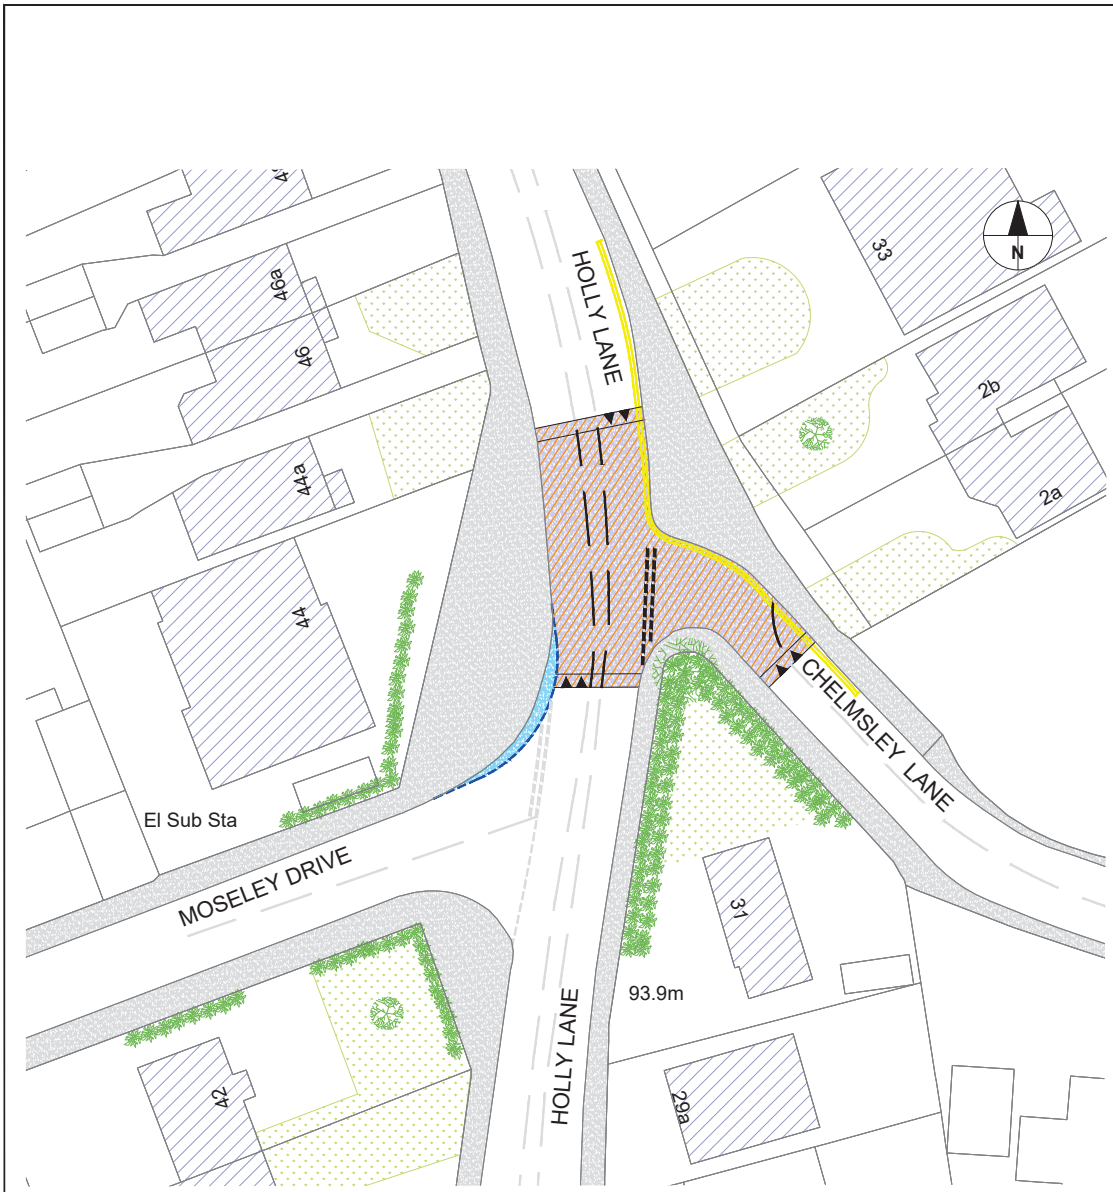 33
N
HOLLY LANE
46a
46
2b
2a
44a
44
CHELMSLEY LANE
El Sub Sta
MOSELEY DRIVE
31
93.9m
HOLLY LANE
42
29a